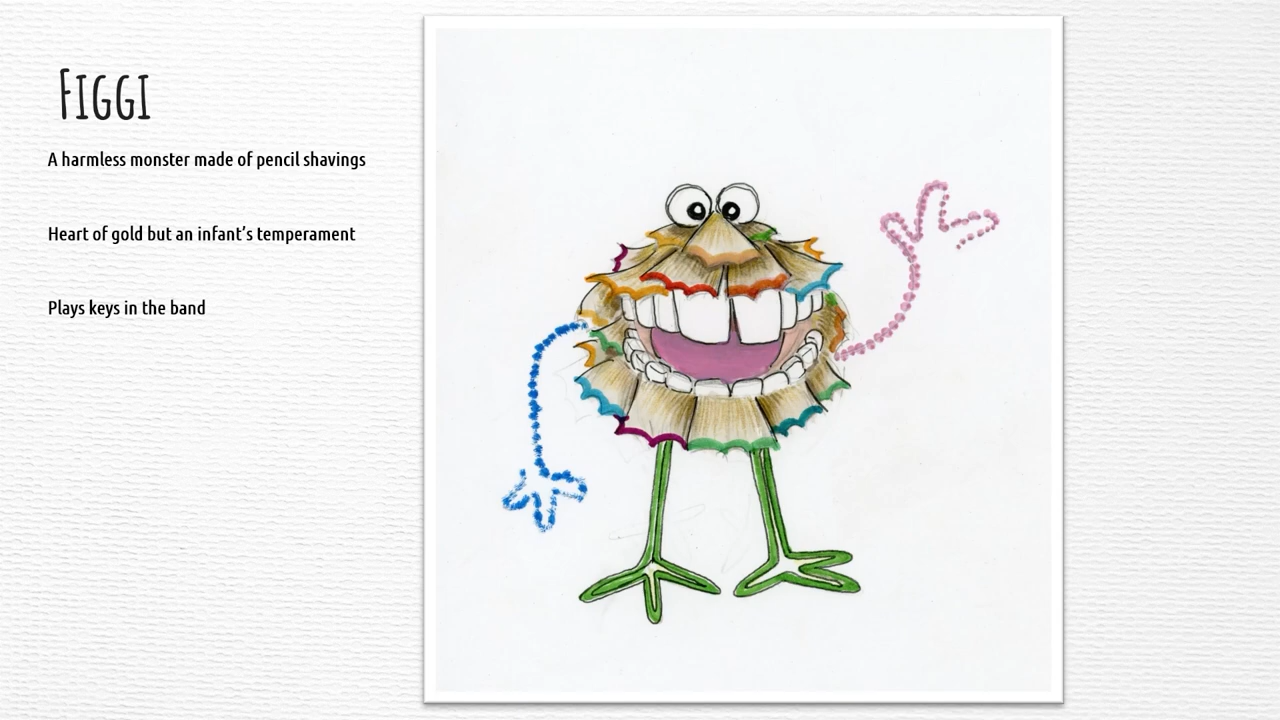 Figgi
A harmless monster made of pencil shavings
Heart of gold but an infant’s temperament
Plays keys in the band